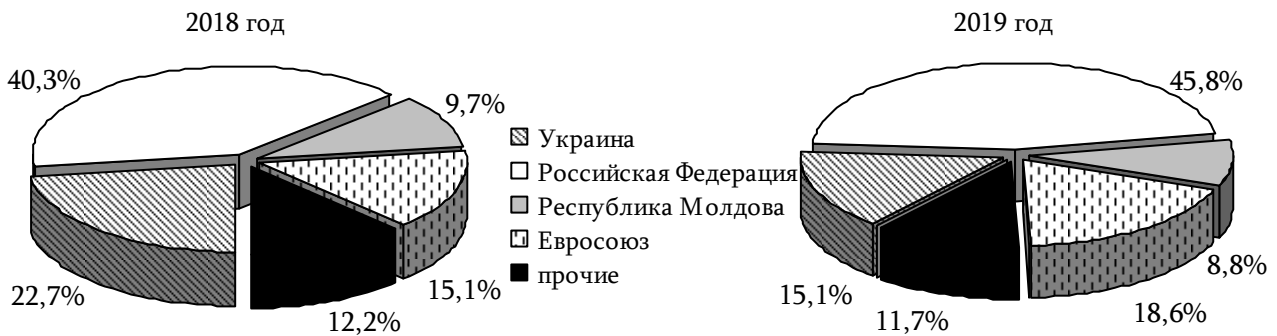 2018 год
40,3%
9,7%
22,7%
12,2%
15,1%
Украина
Российская Федерация
Республика Молдова
Евросоюз
прочие
2019 год
45,8%
15,1%
11,7%
18,6%
8,8%